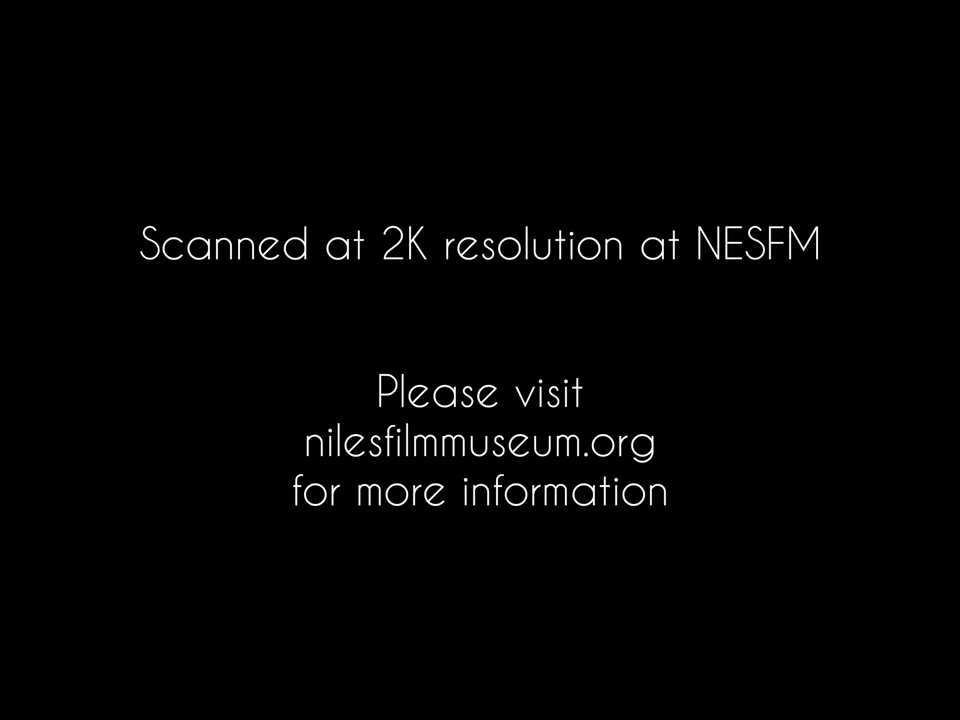 Scanned at 2K resolution at NESFM
Please visit
nilesfilmmuseum.org
for more information